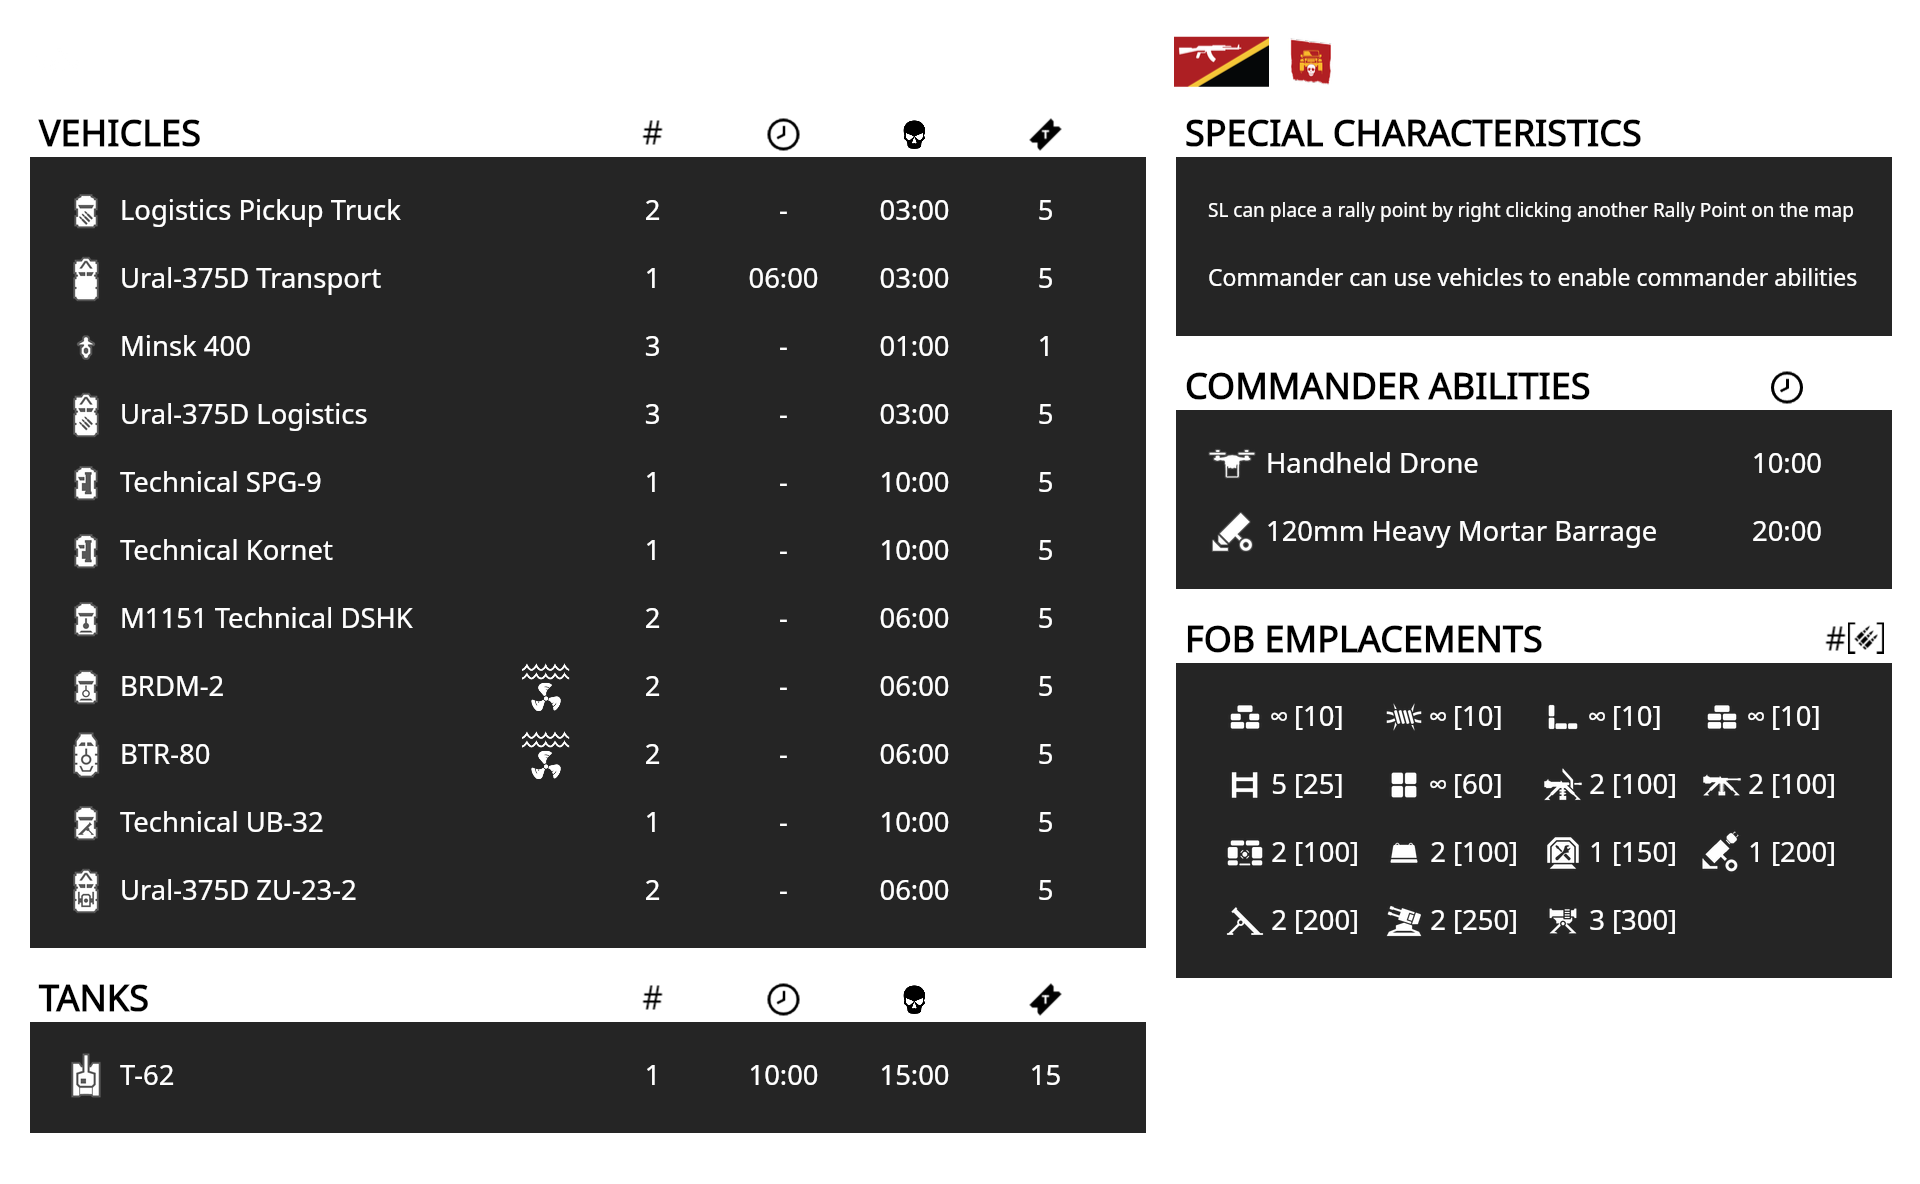 VEHICLES #
Logistics Pickup Truck 2 - 03:00 5
Ural-375D Transport 1 06:00 03:00 5
Minsk 400 3 - 01:00 1
Ural-375D Logistics 3 - 03:00 5
Technical SPG-9 1 - 10:00 5
Technical Kornet 1 - 10:00 5
M1151 Technical DSHK 2 - 06:00 5
BRDM-2 2 - 06:00 5
BTR-80 2 - 06:00 5
Technical UB-32 1 - 10:00 5
Ural-375D ZU-23-2 2 - 06:00 5
TANKS #
T-62 1 10:00 15:00 15
SPECIAL CHARACTERISTICS
SL can place a rally point by right clicking another Rally Point on the map
Commander can use vehicles to enable commander abilities
COMMANDER ABILITIES
Handheld Drone 10:00
120mm Heavy Mortar Barrage 20:00
FOB EMPLACEMENTS #[]
∞ [10] ∞ [10] ∞ [10] ∞ [10]
5 [25] ∞ [60] 2 [100] 2 [100]
2 [100] 2 [100] 1 [150] 1 [200]
2 [200] 2 [250] 3 [300]